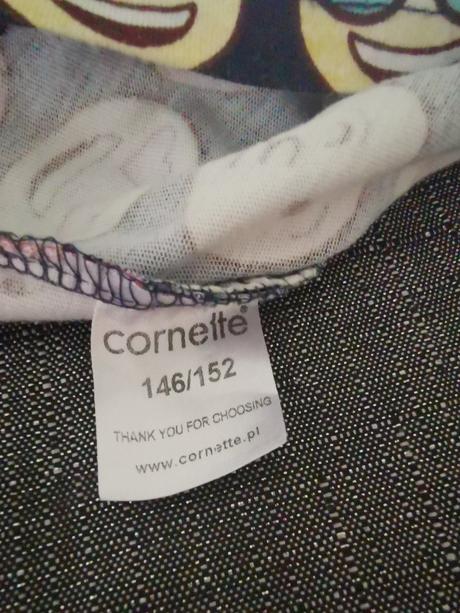 cornette®
146/152
THANK YOU FOR CHOOSING
www.cornette.pl